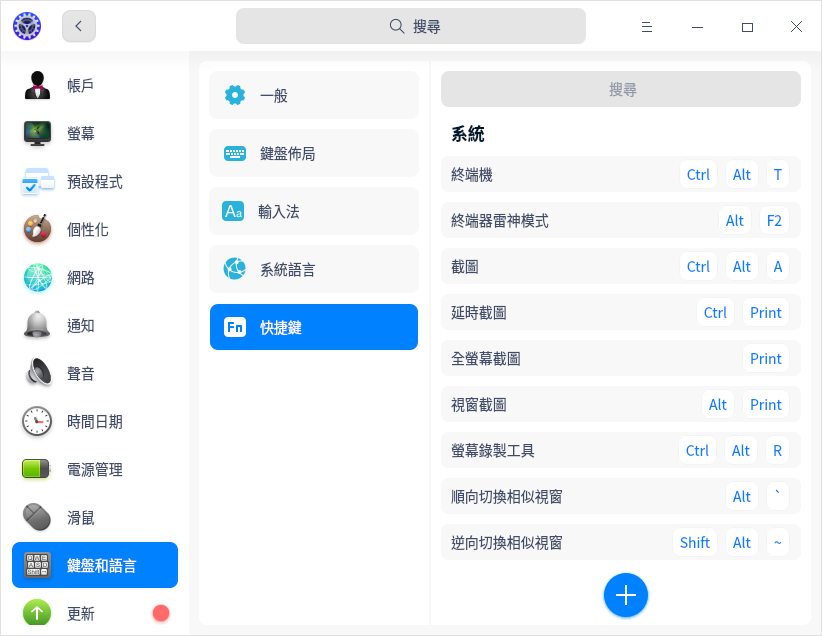 搜尋
帳戶
螢幕
預設程式
個性化
網路
通知
聲音
時間日期
電源管理
滑鼠
鍵盤和語言
更新
一般
鍵盤佈局
Aa 輸入法
系統語言
Fn 快捷鍵
搜尋
系統
終端機 Ctrl Alt T
終端器雷神模式 Alt F2
截圖 Ctrl Alt A
延時截圖 Ctrl Print
全螢幕截圖 Print
視窗截圖 Alt Print
螢幕錄製工具 Ctrl Alt R
順向切換相似視窗 Alt `
逆向切換相似視窗 Shift Alt ~